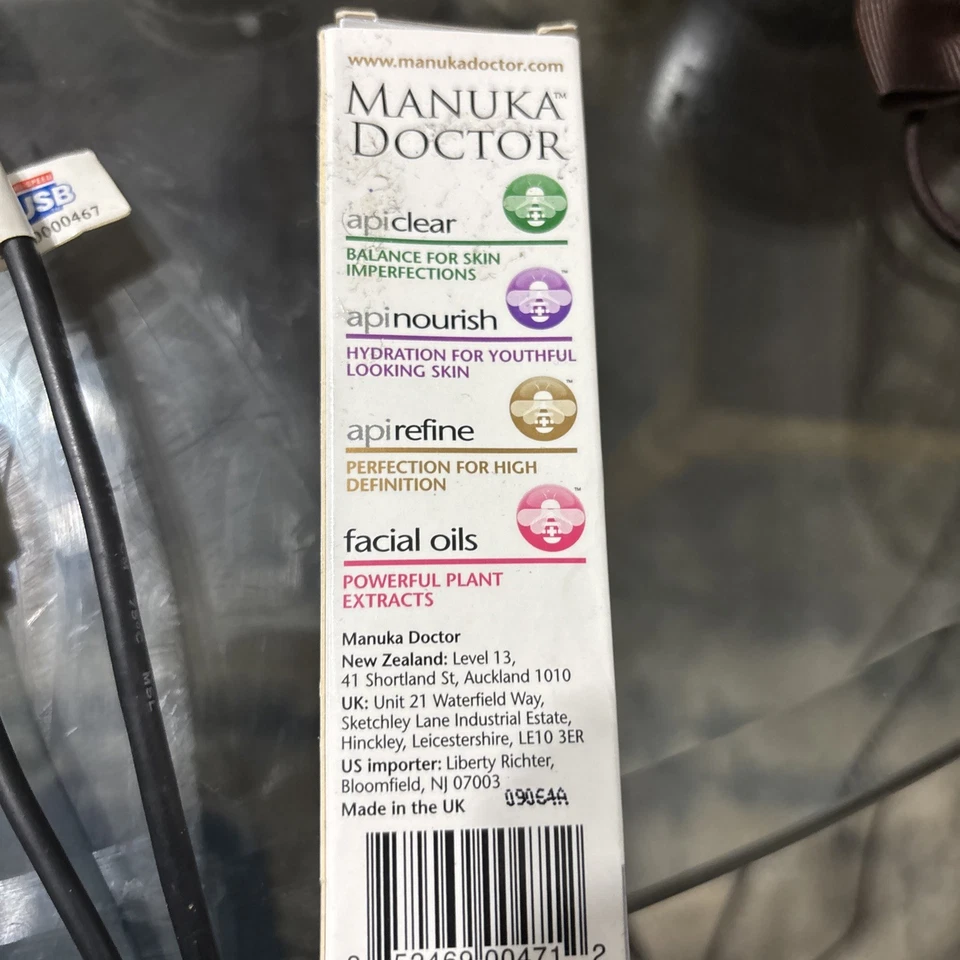 www.manukadoctor.com
MANUKA™
DOCTOR
apiclear
BALANCE FOR SKIN
IMPERFECTIONS
apinourish
HYDRATION FOR YOUTHFUL
LOOKING SKIN
apirefine
PERFECTION FOR HIGH
DEFINITION
facial oils
POWERFUL PLANT
EXTRACTS
Manuka Doctor
New Zealand: Level 13,
41 Shortland St, Auckland 1010
UK: Unit 21 Waterfield Way,
Sketchley Lane Industrial Estate,
Hinckley, Leicestershire, LE10 3ER
US importer: Liberty Richter,
Bloomfield, NJ 07003
Made in the UK 09064A
00471 2
USB